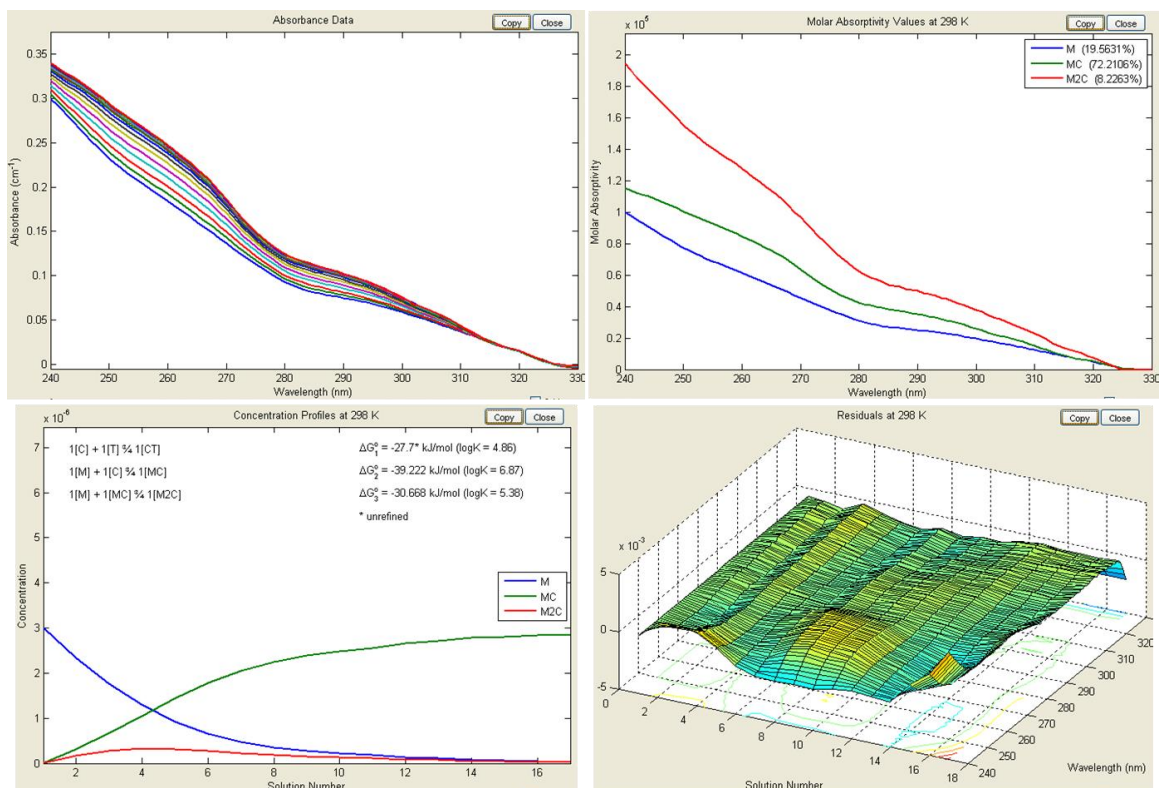 Absorbance Data
Copy
Close
0.35
0.3
0.25
0.2
0.15
0.1
0.05
0
Absorbance (cm⁻¹)
240 250 260 270 280 290 300 310 320 330
Wavelength (nm)
Molar Absorptivity Values at 298 K
Copy
Close
x 10⁵
2
1.8
1.6
1.4
1.2
1
0.8
0.6
0.4
0.2
0
Molar Absorptivity
M (19.5631%)
MC (72.2106%)
M2C (8.2263%)
240 250 260 270 280 290 300 310 320 330
Wavelength (nm)
Concentration Profiles at 298 K
Copy
Close
x 10⁻⁶
7
6
5
4
3
2
1
0
Concentration
1[C] + 1[T] ¾ 1[CT]
1[M] + 1[C] ¾ 1[MC]
1[M] + 1[MC] ¾ 1[M2C]
ΔG°₁ = -27.7* kJ/mol (logK = 4.86)
ΔG°₂ = -39.222 kJ/mol (logK = 6.87)
ΔG°₃ = -30.668 kJ/mol (logK = 5.38)
* unrefined
M
MC
M2C
2 4 6 8 10 12 14 16
Solution Number
Residuals at 298 K
Copy
Close
x 10⁻³
5
0
-5
0 2 4 6 8 10 12 14 16 18
Solution Number
240 250 260 270 280 290 300 310 320
Wavelength (nm)